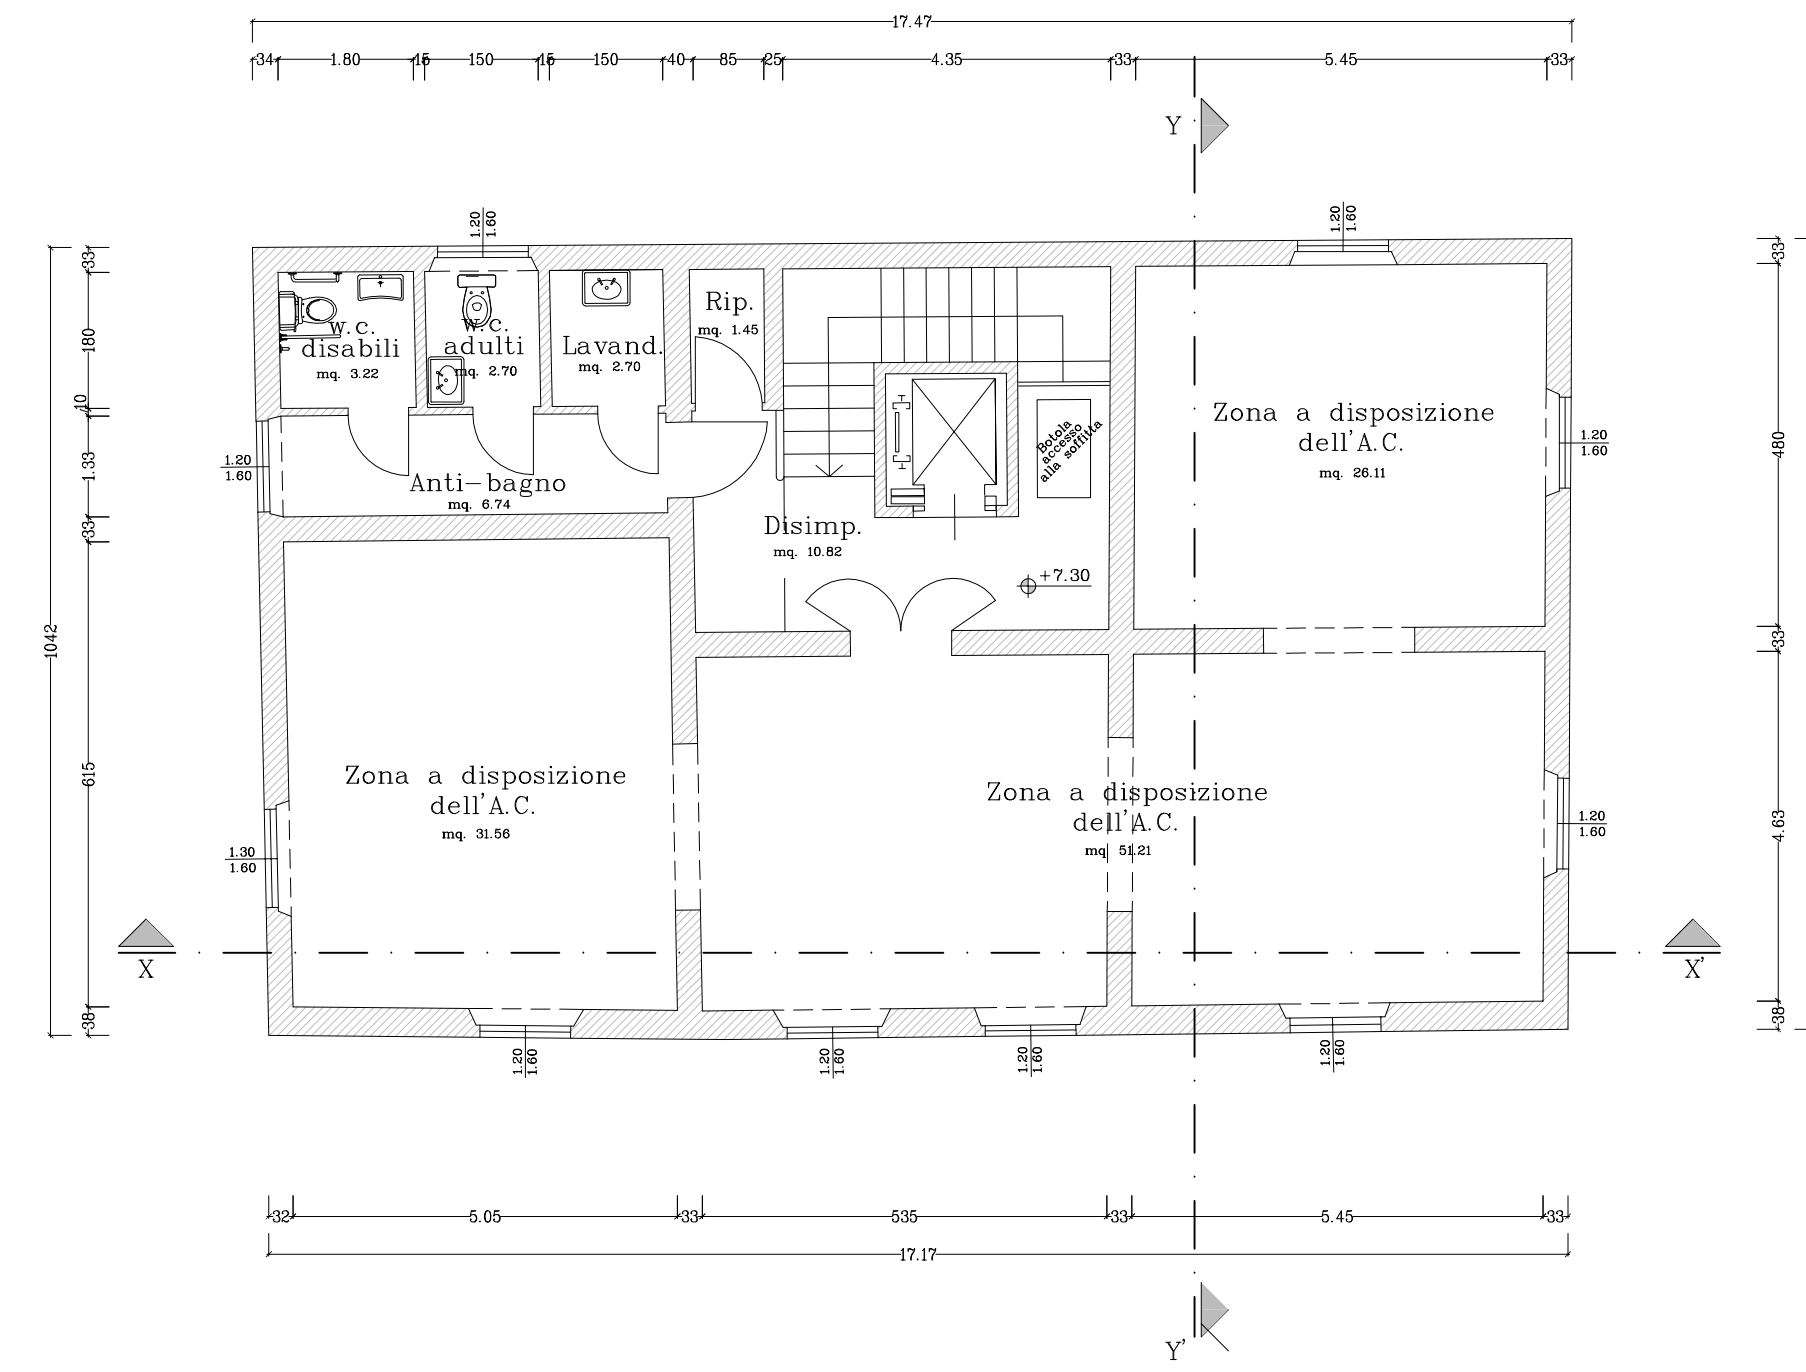 17.47
34 1.80 15 150 15 150 40 85 25 4.35 33 5.45 33
Y
1.20
1.60
1.20
1.60
33
180
10
1.33
33
615
38
1042
W.C.
disabili
mq. 3.22
W.C.
adulti
mq. 2.70
Lavand.
mq. 2.70
Rip.
mq. 1.45
Botola
accesso
alla soffitta
Zona a disposizione
dell'A.C.
mq. 26.11
1.20
1.60
1.20
1.60
Anti-bagno
mq. 6.74
Disimp.
mq. 10.82
+7.30
33
480
33
4.63
38
Zona a disposizione
dell'A.C.
mq. 31.56
Zona a disposizione
dell'A.C.
mq. 51.21
1.30
1.60
1.20
1.60
X
X'
1.20
1.60
1.20
1.60
1.20
1.60
1.20
1.60
32 5.05 33 535 33 5.45 33
17.17
Y'